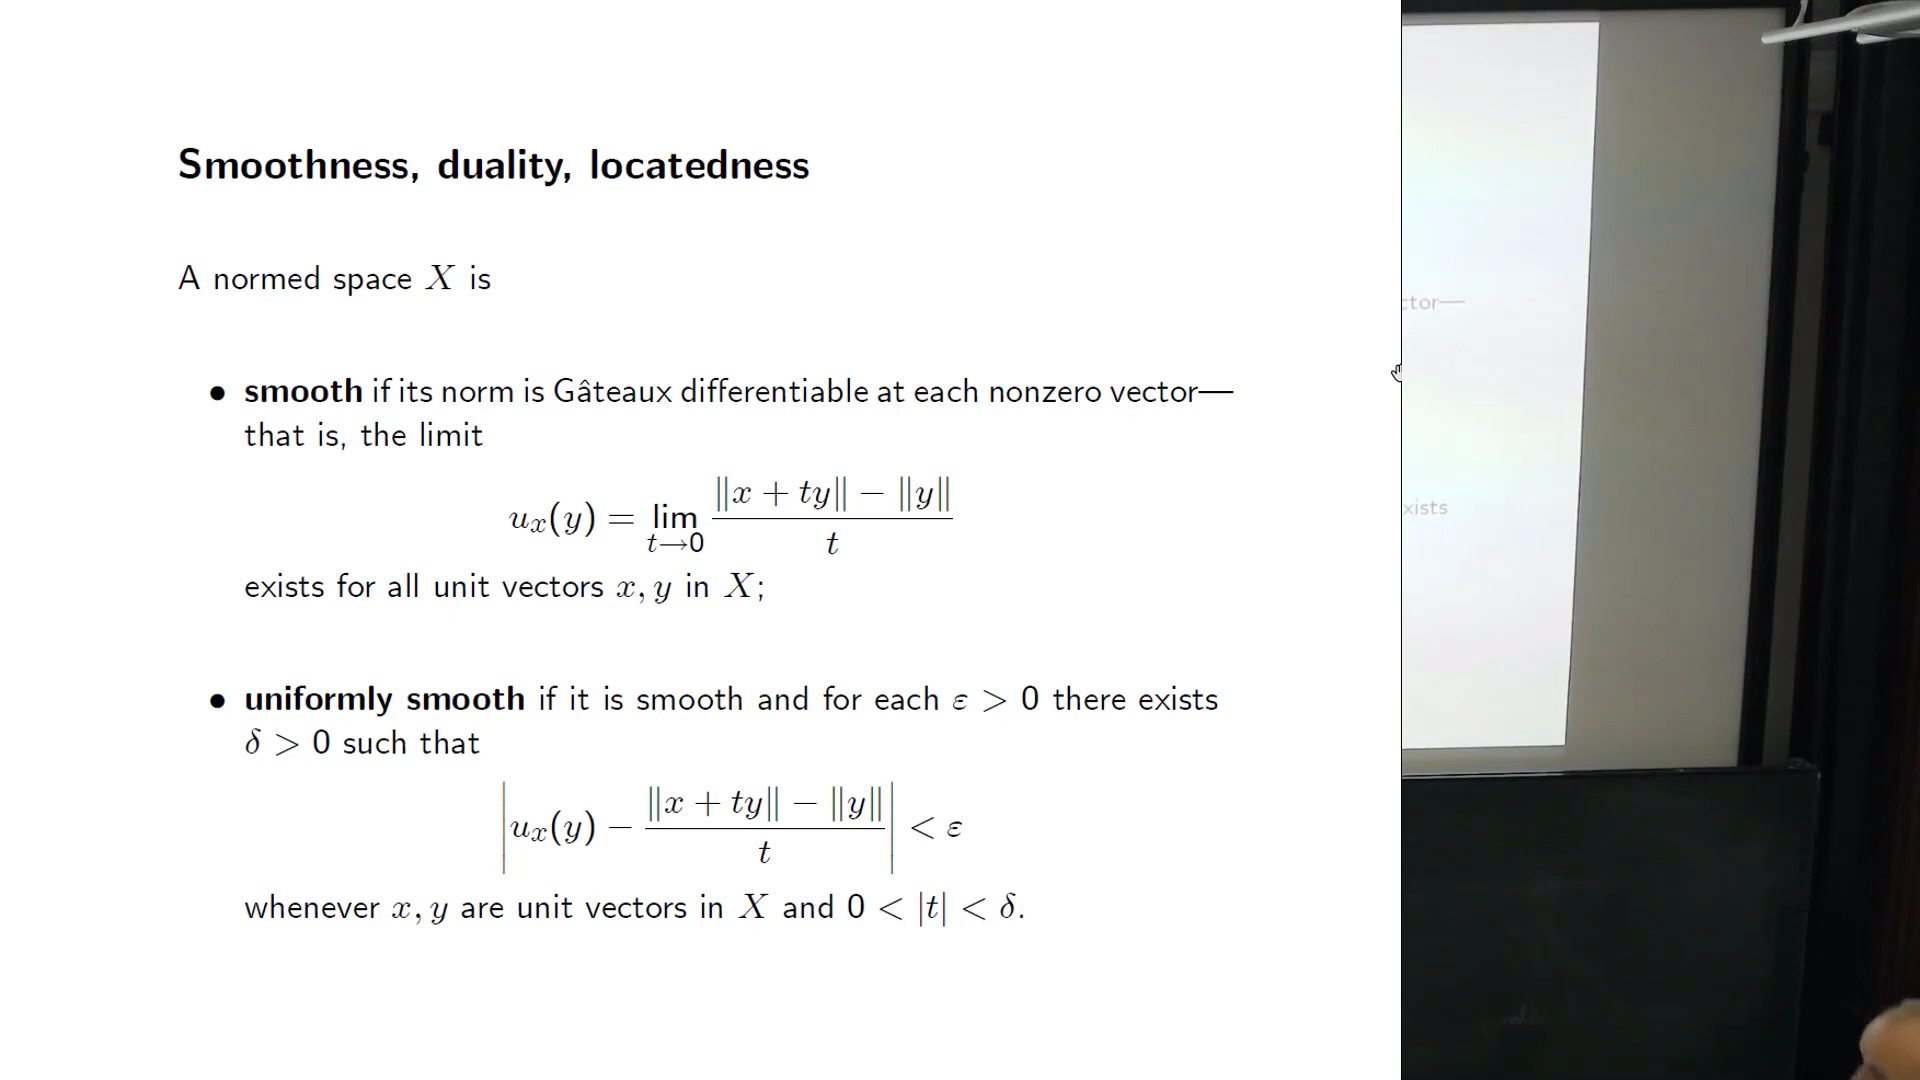 Smoothness, duality, locatedness
A normed space X is
• smooth if its norm is Gâteaux differentiable at each nonzero vector—
that is, the limit
u_x(y) = lim_{t→0} (‖x + ty‖ − ‖y‖) / t
exists for all unit vectors x, y in X;
• uniformly smooth if it is smooth and for each ε > 0 there exists
δ > 0 such that
|u_x(y) − (‖x + ty‖ − ‖y‖) / t| < ε
whenever x, y are unit vectors in X and 0 < |t| < δ.
ctor—
xists